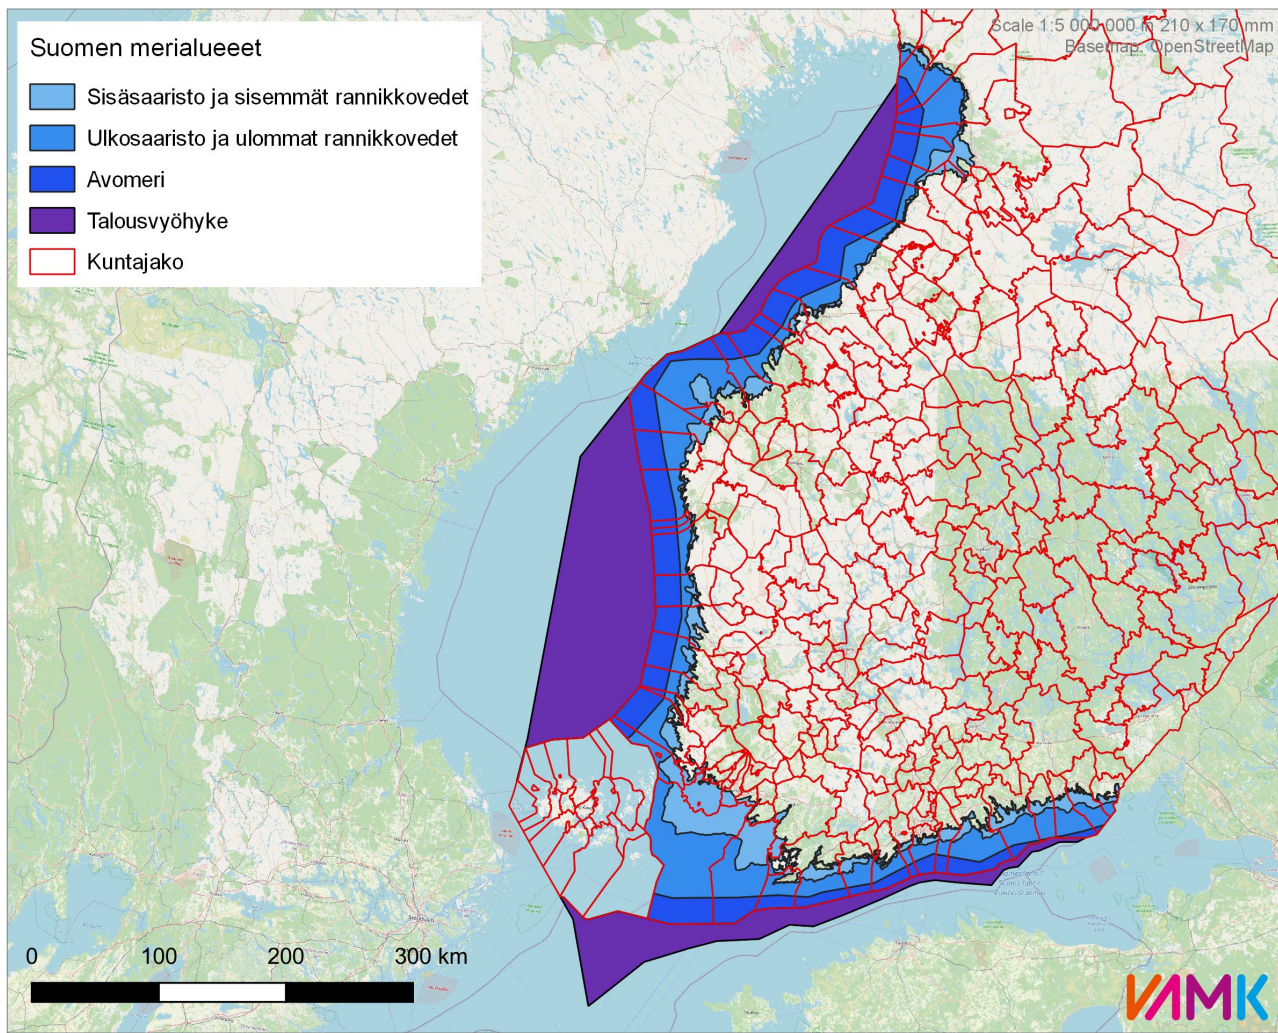 Suomen merialueeet
Sisäsaaristo ja sisemmät rannikkovedet
Ulkosaaristo ja ulommat rannikkovedet
Avomeri
Talousvyöhyke
Kuntajako
Scale 1:5 000 000 in 210 x 170 mm
Basemap: OpenStreetMap
0 100 200 300 km
VAMK